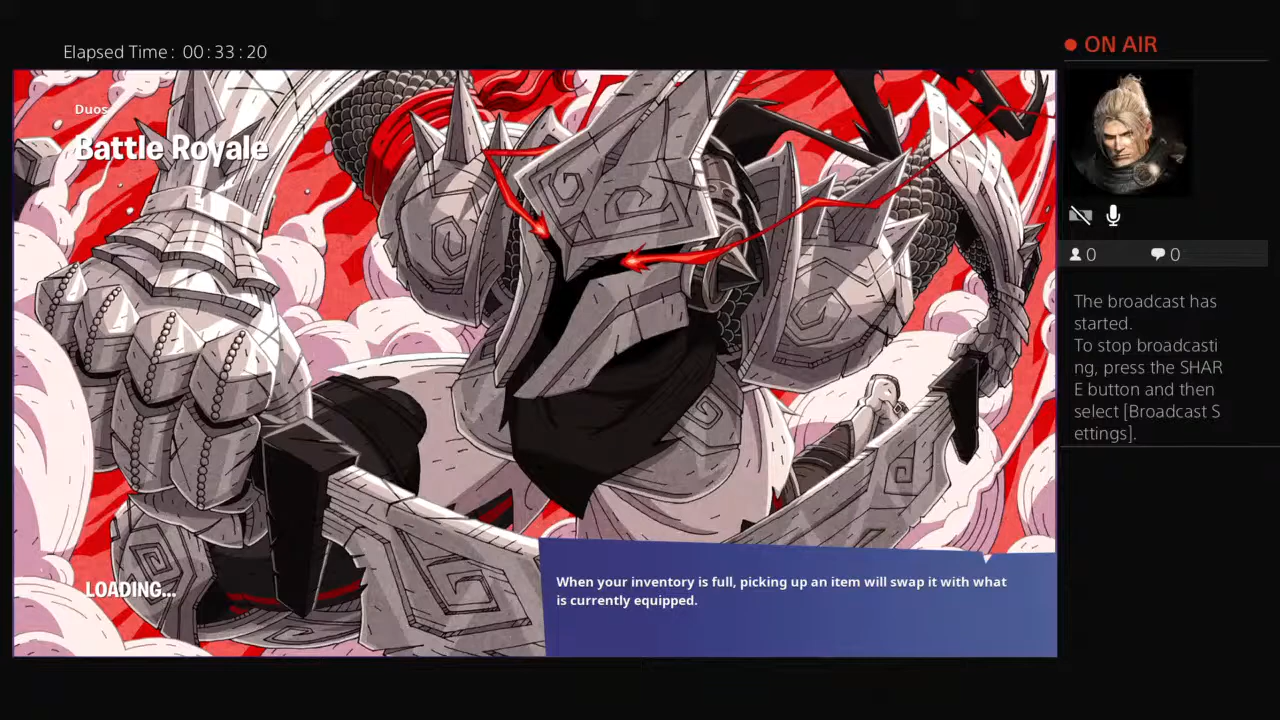 Elapsed Time: 00:33:20
ON AIR
Duos
Battle Royale
0 0
The broadcast has
started.
To stop broadcasti
ng, press the SHAR
E button and then
select [Broadcast S
ettings].
LOADING...
When your inventory is full, picking up an item will swap it with what
is currently equipped.